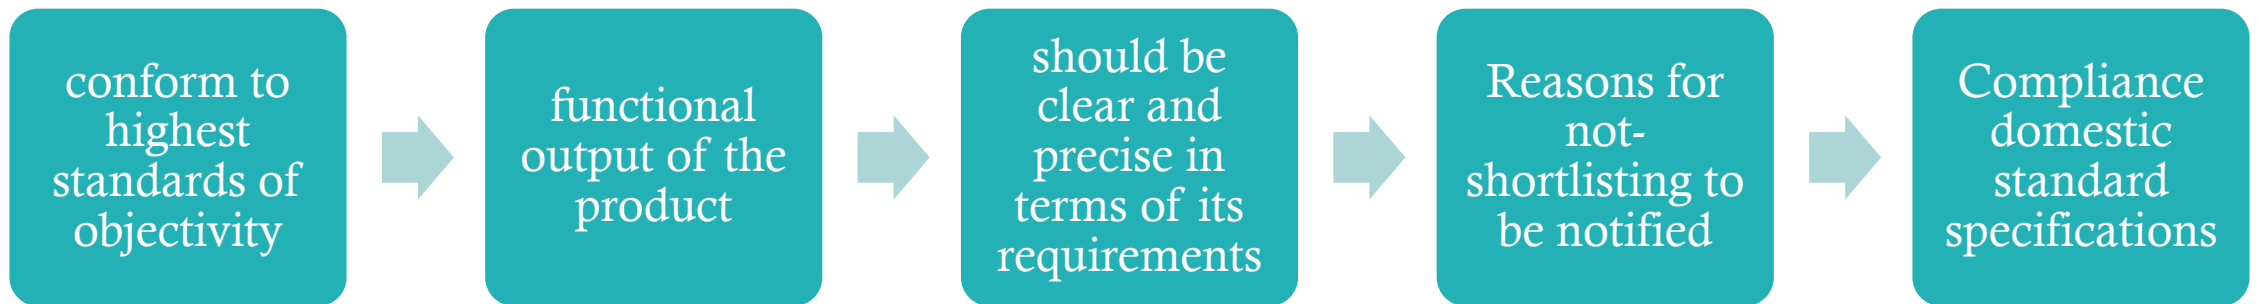 conform to
highest
standards of
objectivity
functional
output of the
product
should be
clear and
precise in
terms of its
requirements
Reasons for
not-
shortlisting to
be notified
Compliance
domestic
standard
specifications